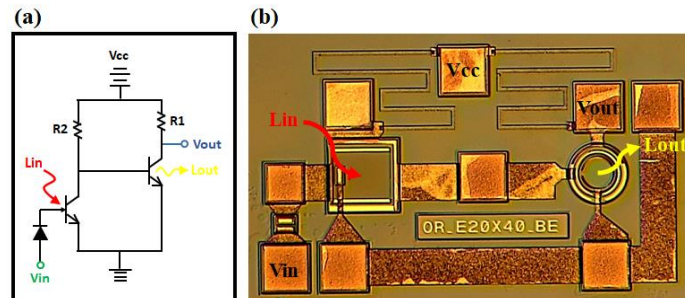 (a)
Vcc
R2
R1
Vout
Lin
Lout
Vin
(b)
Vcc
Vout
Lin
Lout
OR_E20X40_BE
Vin